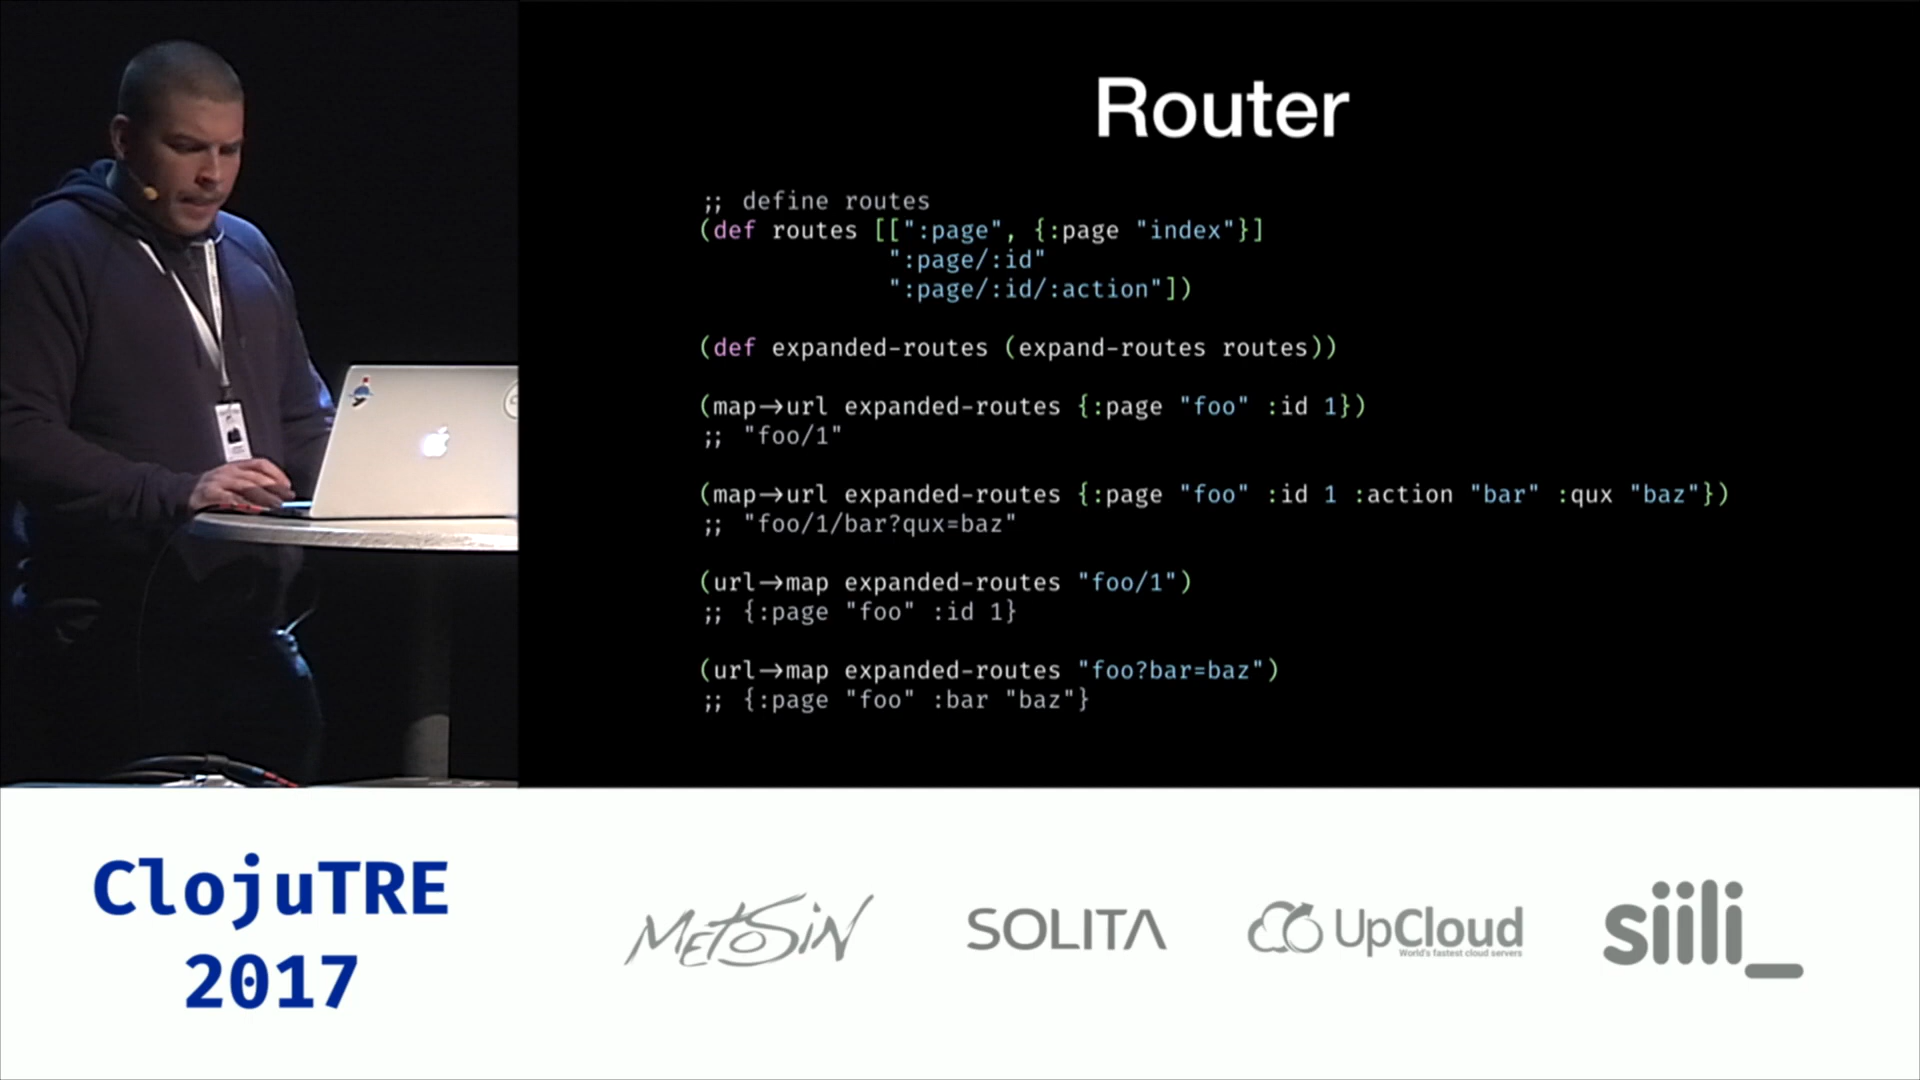 Router
;; define routes
(def routes [[":page", {:page "index"}]
":page/:id"
":page/:id/:action"])
(def expanded-routes (expand-routes routes))
(map→url expanded-routes {:page "foo" :id 1})
;; "foo/1"
(map→url expanded-routes {:page "foo" :id 1 :action "bar" :qux "baz"})
;; "foo/1/bar?qux=baz"
(url→map expanded-routes "foo/1")
;; {:page "foo" :id 1}
(url→map expanded-routes "foo?bar=baz")
;; {:page "foo" :bar "baz"}
ClojuTRE
2017
METOSIN
SOLITA
UpCloud
World's fastest cloud servers
siili_